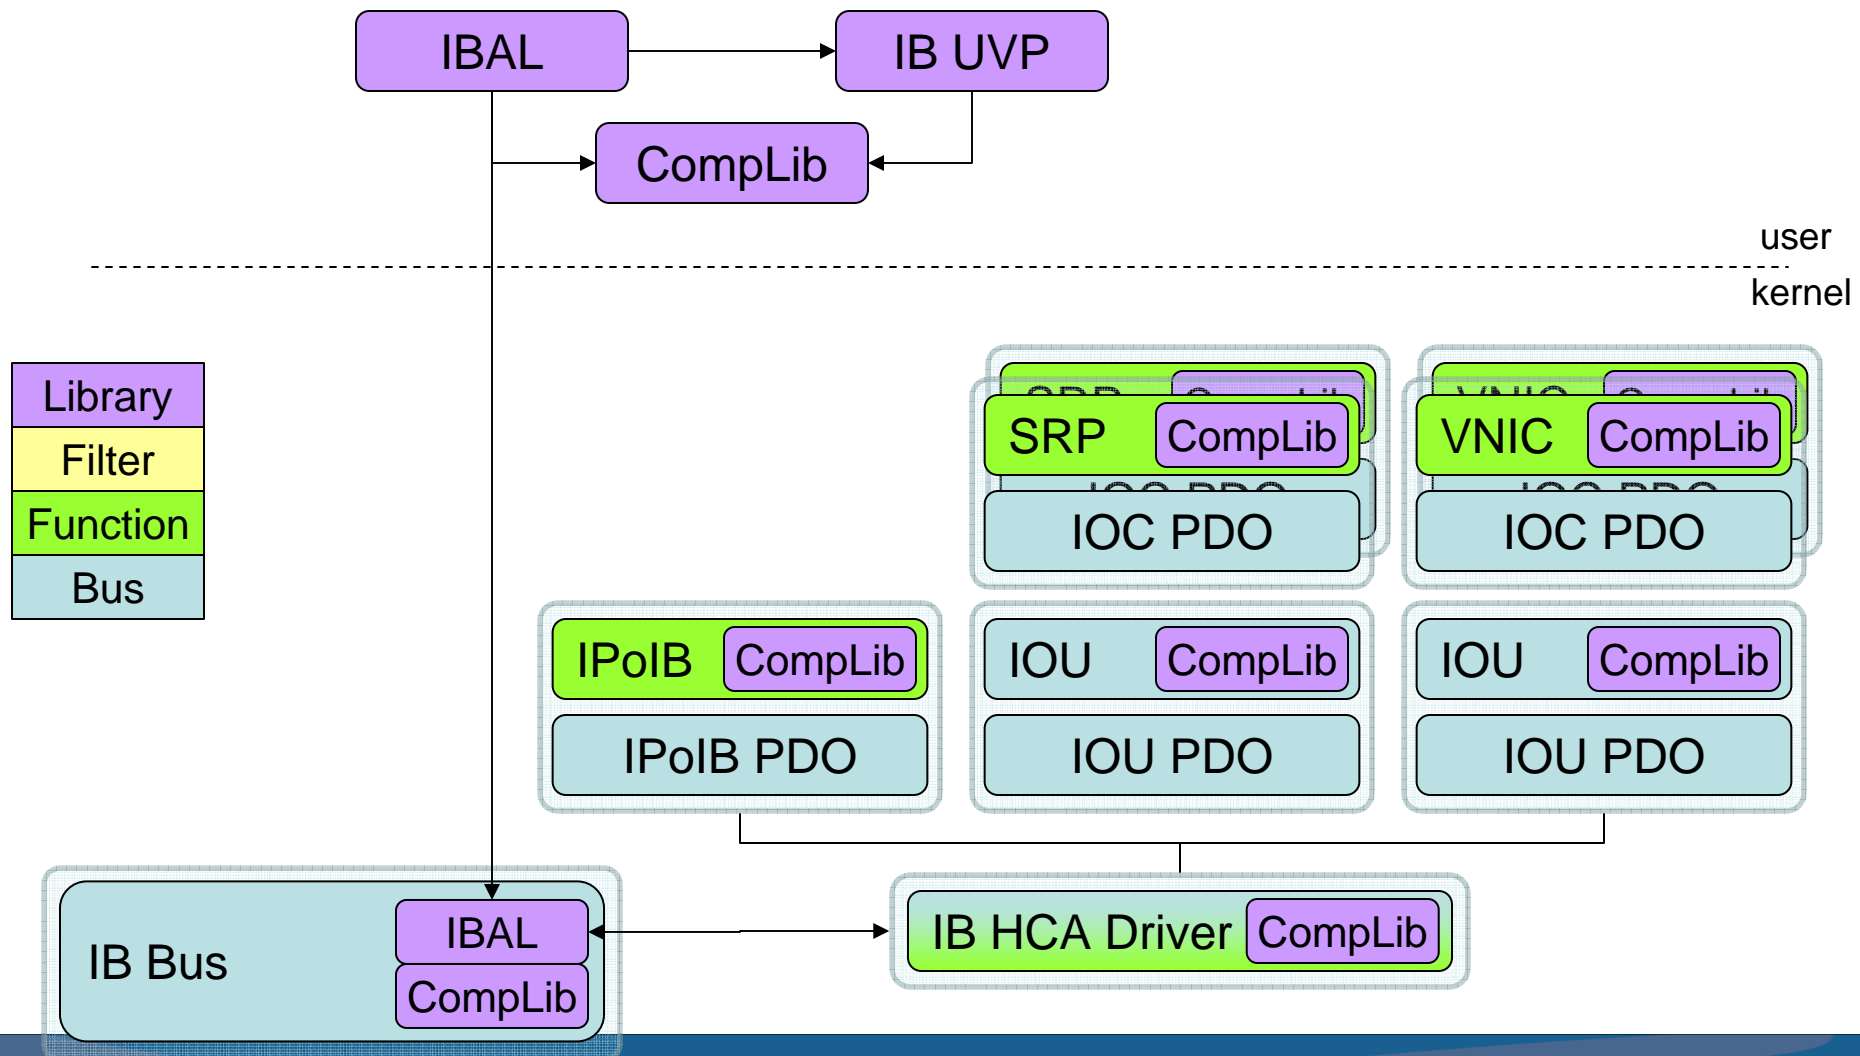 IBAL
IB UVP
CompLib
user
kernel
Library
Filter
Function
Bus
SRP
CompLib
VNIC
CompLib
IOC PDO
IOC PDO
IPoIB
CompLib
IOU
CompLib
IOU
CompLib
IPoIB PDO
IOU PDO
IOU PDO
IB Bus
IBAL
CompLib
IB HCA Driver
CompLib